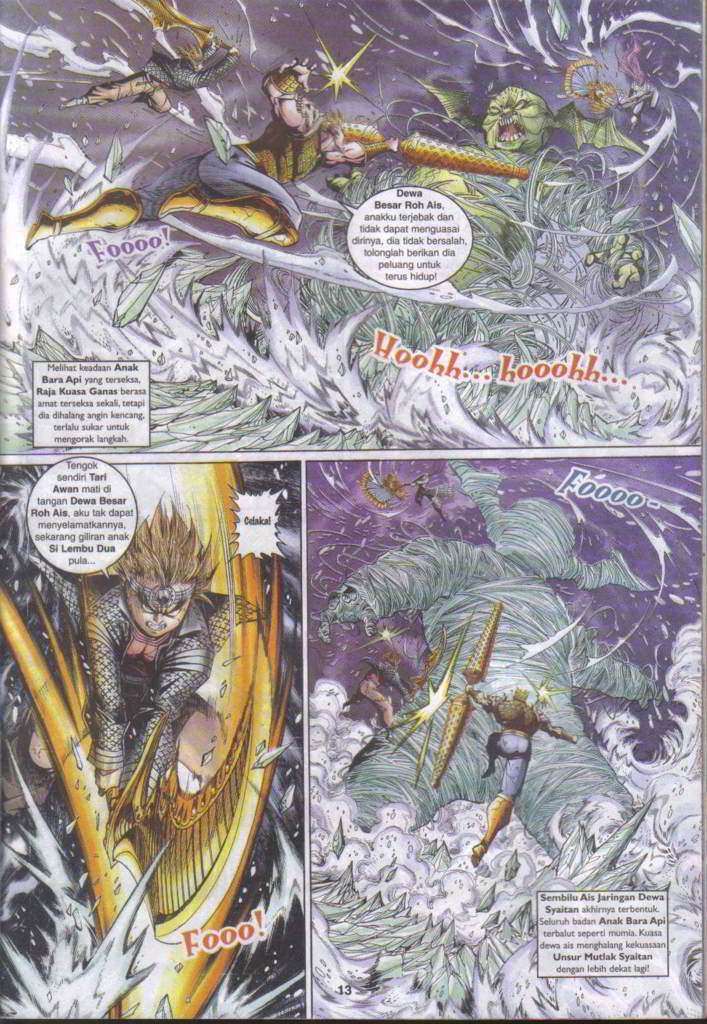 Dewa
Besar Roh Ais,
anakku terjebak dan
tidak dapat menguasai
dirinya, dia tidak bersalah,
tolonglah berikan dia
peluang untuk
terus hidup!
Foooo!
Hoohh... hooohh...
Melihat keadaan Anak
Bara Api yang terseksa,
Raja Kuasa Ganas berasa
amat terseksa sekali, tetapi
dia dihalang angin kencang,
terlalu sukar untuk
mengorak langkah.
Tengok
sendiri Tari
Awan mati di
tangan Dewa Besar
Roh Ais, aku tak dapat
menyelamatkannya,
sekarang giliran anak
Si Lembu Dua
pula...
Celaka!
Fooo!
Foooo-
Sembilu Ais Jaringan Dewa
Syaitan akhirnya terbentuk.
Seluruh badan Anak Bara Api
terbalut seperti mumia. Kuasa
dewa ais menghalang kekuasaan
Unsur Mutlak Syaitan
dengan lebih dekat lagi!
13